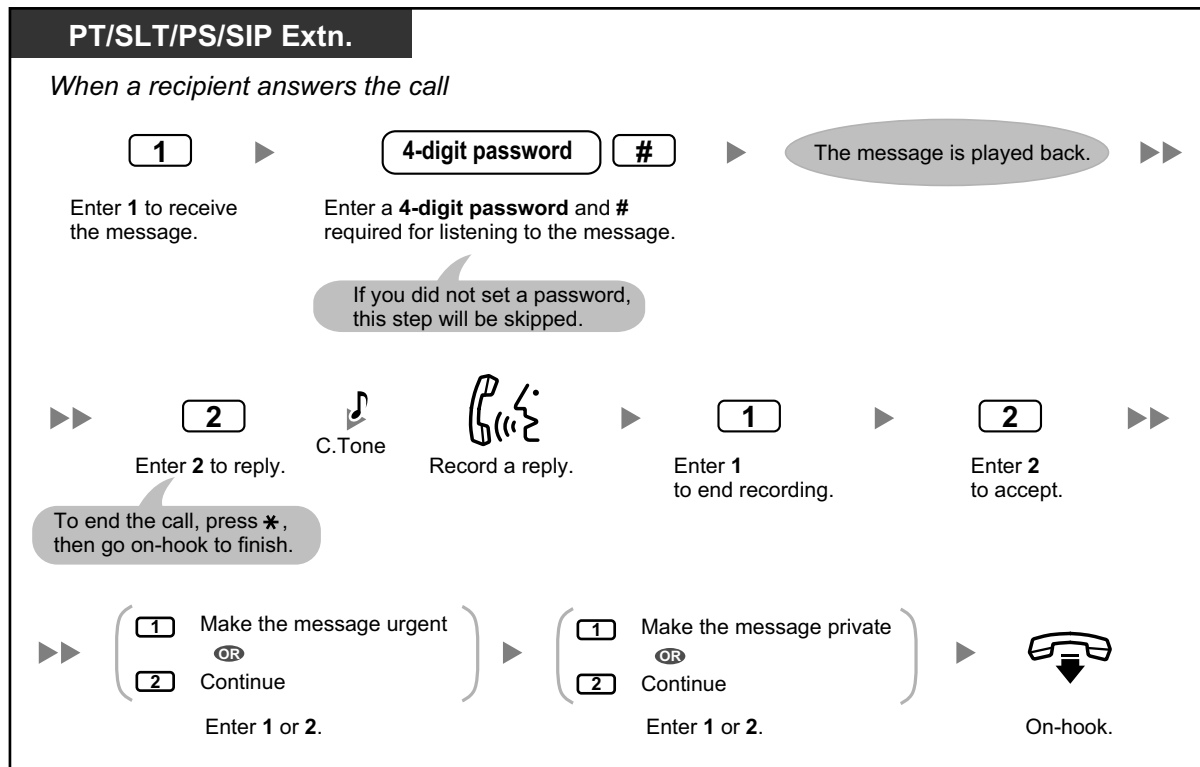 PT/SLT/PS/SIP Extn.
When a recipient answers the call
1
4-digit password #
The message is played back.
Enter 1 to receive
the message.
Enter a 4-digit password and #
required for listening to the message.
If you did not set a password,
this step will be skipped.
2
C.Tone
1
2
Enter 2 to reply.
Record a reply.
Enter 1
to end recording.
Enter 2
to accept.
To end the call, press *,
then go on-hook to finish.
1 Make the message urgent
OR
2 Continue
Enter 1 or 2.
1 Make the message private
OR
2 Continue
Enter 1 or 2.
On-hook.